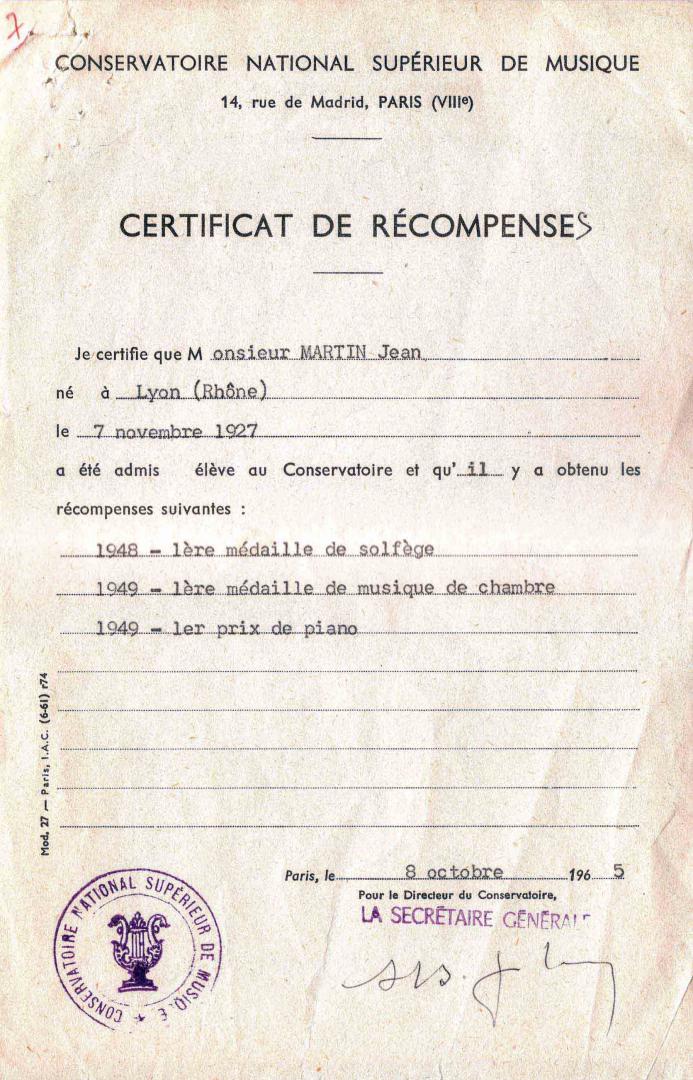 7
CONSERVATOIRE NATIONAL SUPÉRIEUR DE MUSIQUE
14, rue de Madrid, PARIS (VIIIe)
CERTIFICAT DE RÉCOMPENSES
Je certifie que Monsieur MARTIN Jean
né à Lyon (Rhône)
le 7 novembre 1927
a été admis élève au Conservatoire et qu'il y a obtenu les
récompenses suivantes :
1948 - 1ère médaille de solfège
1949 - 1ère médaille de musique de chambre
1949 - 1er prix de piano
Mod. 27 — Paris, I.A.C. (6-61) r74
Paris, le 8 octobre 1965
Pour le Directeur du Conservatoire,
LA SECRÉTAIRE GÉNÉRALE
CONSERVATOIRE NATIONAL SUPÉRIEUR DE MUSIQUE